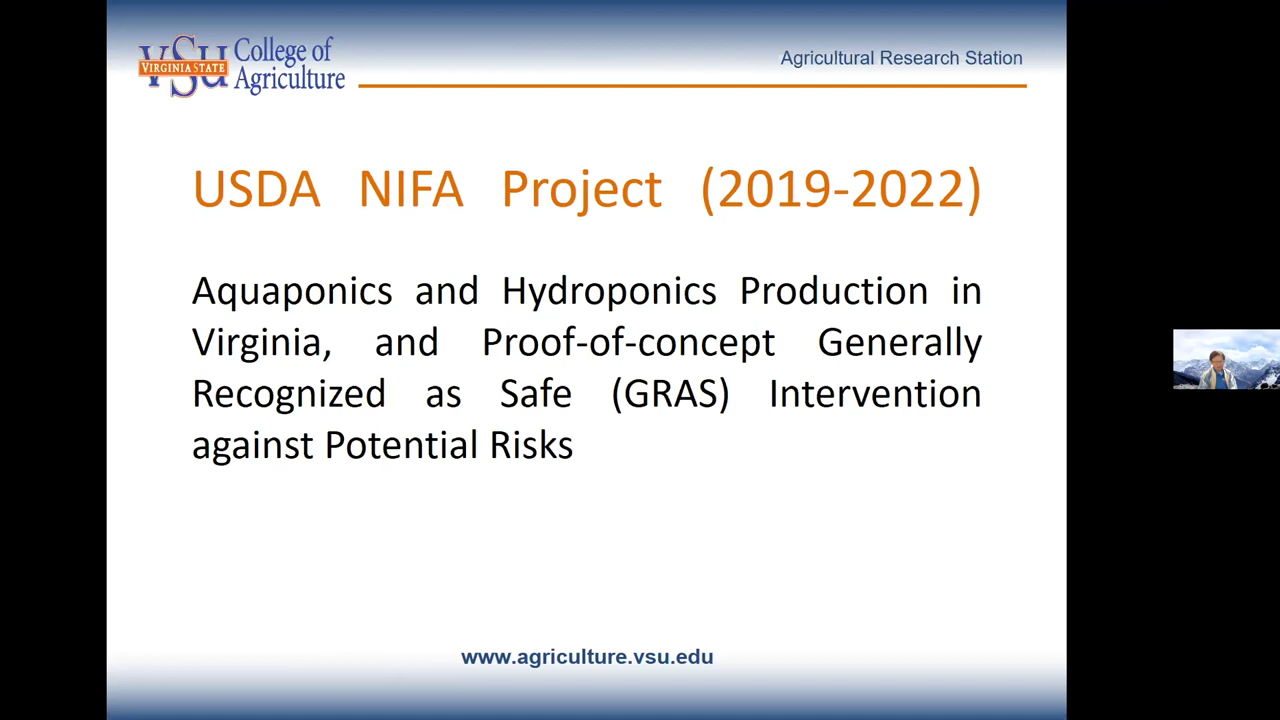 VSU
VIRGINIA STATE
College of
Agriculture
Agricultural Research Station
USDA NIFA Project (2019-2022)
Aquaponics and Hydroponics Production in
Virginia, and Proof-of-concept Generally
Recognized as Safe (GRAS) Intervention
against Potential Risks
www.agriculture.vsu.edu